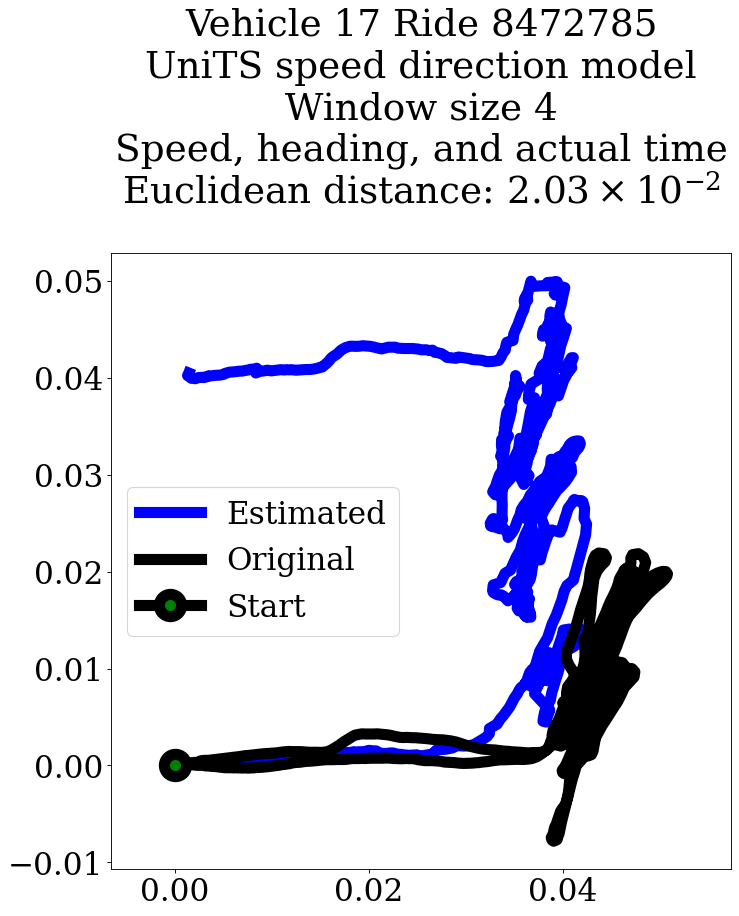 Vehicle 17 Ride 8472785
UniTS speed direction model
Window size 4
Speed, heading, and actual time
Euclidean distance: 2.03 × 10⁻²
0.05
0.04
0.03
0.02
0.01
0.00
−0.01
Estimated
Original
Start
0.00 0.02 0.04